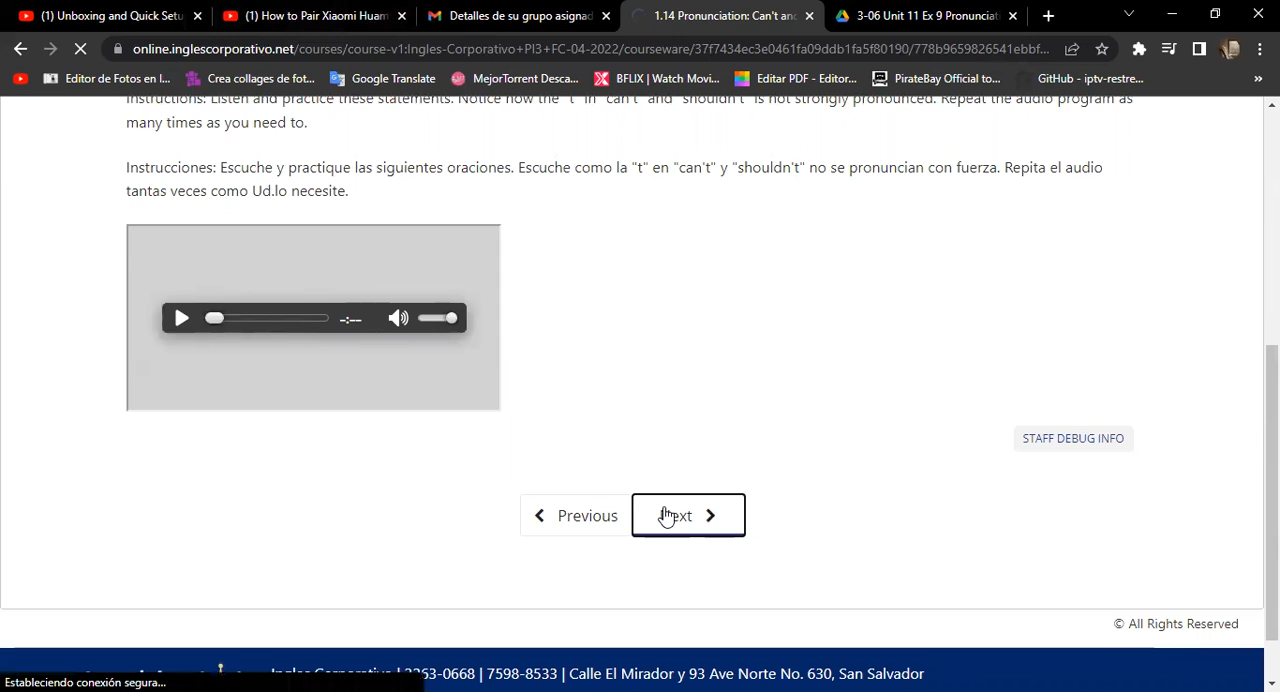 (1) Unboxing and Quick Setu
(1) How to Pair Xiaomi Huam
Detalles de su grupo asignad
1.14 Pronunciation: Can't and
3-06 Unit 11 Ex 9 Pronunciati
online.inglescorporativo.net/courses/course-v1:Ingles-Corporativo+PI3+FC-04-2022/courseware/37f7434ec3e0461fa09ddb1fa5f80190/778b9659826541ebbf...
Editor de Fotos en l...
Crea collages de fot...
Google Translate
MejorTorrent Desca...
BFLIX | Watch Movi...
Editar PDF - Editor...
PirateBay Official to...
GitHub - iptv-restre...
»
Instructions: Listen and practice these statements. Notice how the "t" in "can't" and "shouldn't" is not strongly pronounced. Repeat the audio program as
many times as you need to.
Instrucciones: Escuche y practique las siguientes oraciones. Escuche como la "t" en "can't" y "shouldn't" no se pronuncian con fuerza. Repita el audio
tantas veces como Ud.lo necesite.
-:--
STAFF DEBUG INFO
Previous
Next
© All Rights Reserved
Ingles Corporativo | 2263-0668 | 7598-8533 | Calle El Mirador y 93 Ave Norte No. 630, San Salvador
Estableciendo conexión segura...